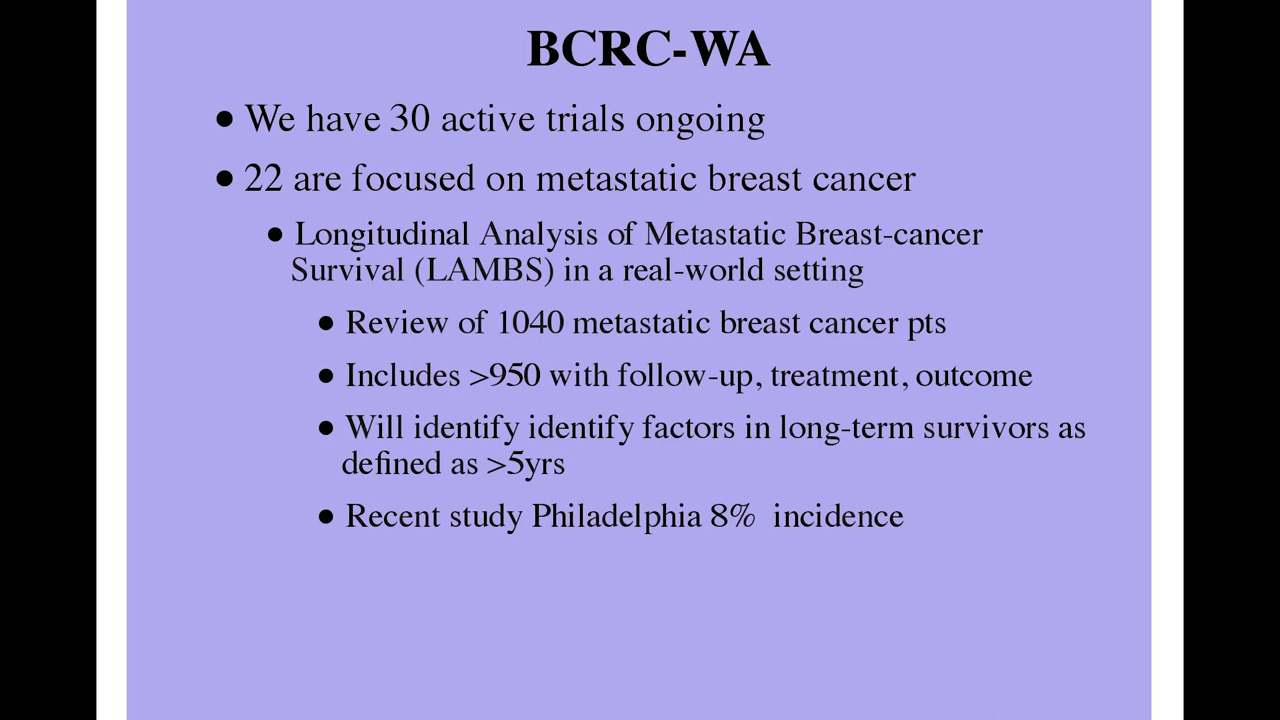 BCRC-WA
• We have 30 active trials ongoing
• 22 are focused on metastatic breast cancer
• Longitudinal Analysis of Metastatic Breast-cancer
Survival (LAMBS) in a real-world setting
• Review of 1040 metastatic breast cancer pts
• Includes >950 with follow-up, treatment, outcome
• Will identify identify factors in long-term survivors as
defined as >5yrs
• Recent study Philadelphia 8%  incidence